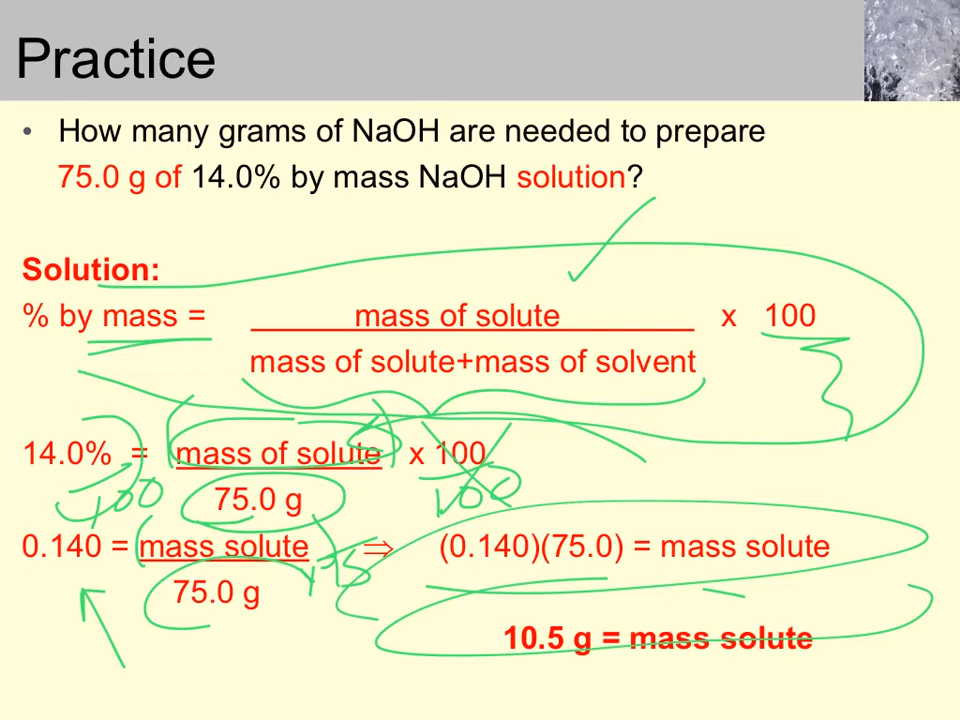 Practice
• How many grams of NaOH are needed to prepare
75.0 g of 14.0% by mass NaOH solution?
Solution:
% by mass = mass of solute x 100
mass of solute+mass of solvent
14.0% = mass of solute x 100
100 75.0 g 100
0.140 = mass solute ⇒ (0.140)(75.0) = mass solute
75.0 g
10.5 g = mass solute